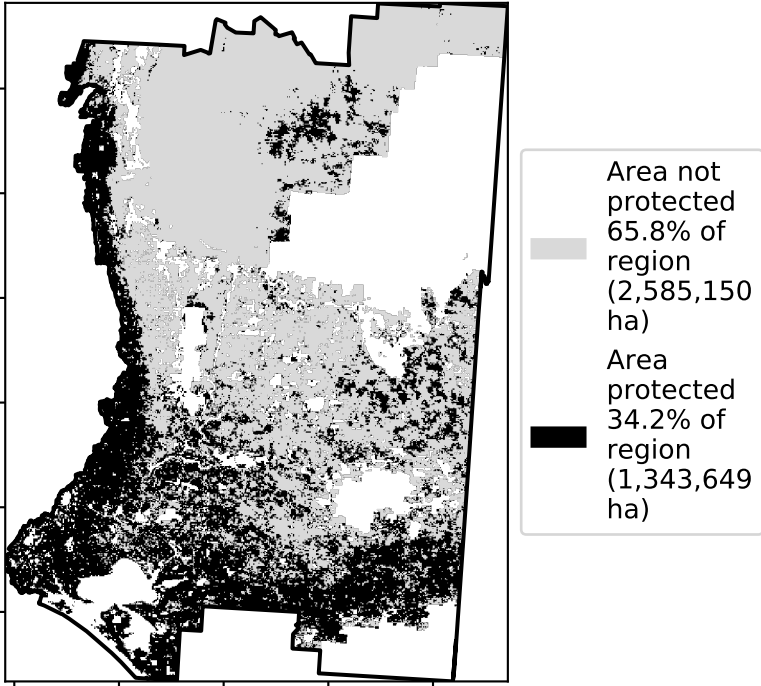 Area not
protected
65.8% of
region
(2,585,150
ha)
Area
protected
34.2% of
region
(1,343,649
ha)